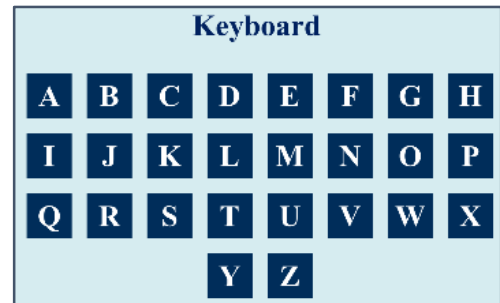 Keyboard
A B C D E F G H
I J K L M N O P
Q R S T U V W X
Y Z